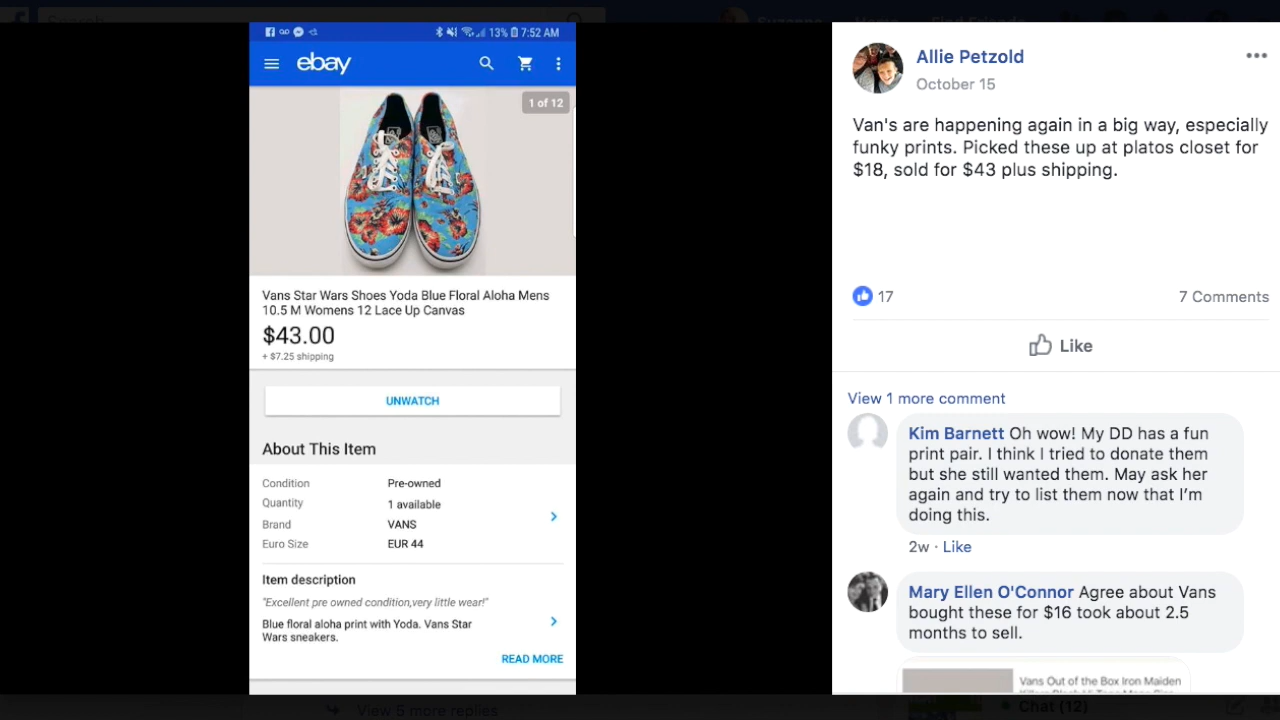 Search
Find Friends
13% 7:52 AM
ebay
1 of 12
Vans Star Wars Shoes Yoda Blue Floral Aloha Mens
10.5 M Womens 12 Lace Up Canvas
$43.00
+ $7.25 shipping
UNWATCH
About This Item
Condition Pre-owned
Quantity 1 available
Brand VANS
Euro Size EUR 44
Item description
"Excellent pre owned condition,very little wear!"
Blue floral aloha print with Yoda. Vans Star
Wars sneakers.
READ MORE
Allie Petzold
October 15
Van's are happening again in a big way, especially
funky prints. Picked these up at platos closet for
$18, sold for $43 plus shipping.
17 7 Comments
Like
View 1 more comment
Kim Barnett Oh wow! My DD has a fun
print pair. I think I tried to donate them
but she still wanted them. May ask her
again and try to list them now that I'm
doing this.
2w · Like
Mary Ellen O'Connor Agree about Vans
bought these for $16 took about 2.5
months to sell.
Vans Out of the Box Iron Maiden
View 5 more replies
Chat (12)